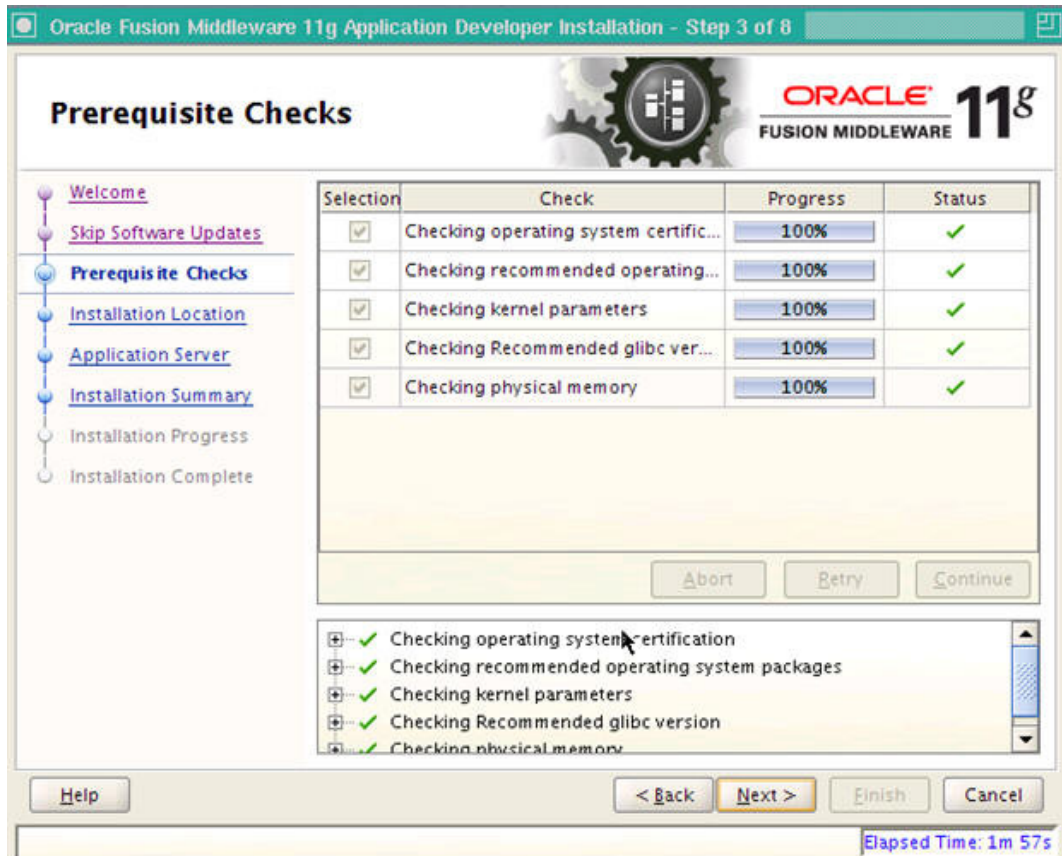 Oracle Fusion Middleware 11g Application Developer Installation - Step 3 of 8
Prerequisite Checks
ORACLE
FUSION MIDDLEWARE 11g
Welcome
Skip Software Updates
Prerequisite Checks
Installation Location
Application Server
Installation Summary
Installation Progress
Installation Complete
Selection Check Progress Status
Checking operating system certific... 100%
Checking recommended operating... 100%
Checking kernel parameters 100%
Checking Recommended glibc ver... 100%
Checking physical memory 100%
Abort Retry Continue
Checking operating system certification
Checking recommended operating system packages
Checking kernel parameters
Checking Recommended glibc version
Checking physical memory
Help < Back Next > Finish Cancel
Elapsed Time: 1m 57s